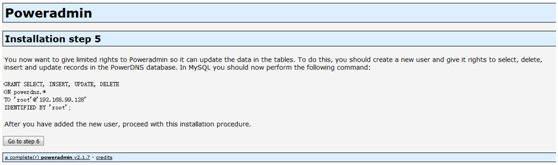 Poweradmin
Installation step 5
You now want to give limited rights to Poweradmin so it can update the data in the tables. To do this, you should create a new user and give it rights to select, delete,
insert and update records in the PowerDNS database. In MySQL you should now perform the following command:
GRANT SELECT, INSERT, UPDATE, DELETE
ON powerdns.*
TO 'root'@'192.168.99.128'
IDENTIFIED BY 'root';
After you have added the new user, proceed with this installation procedure.
Go to step 6
a complete(r) poweradmin v2.1.7 - credits